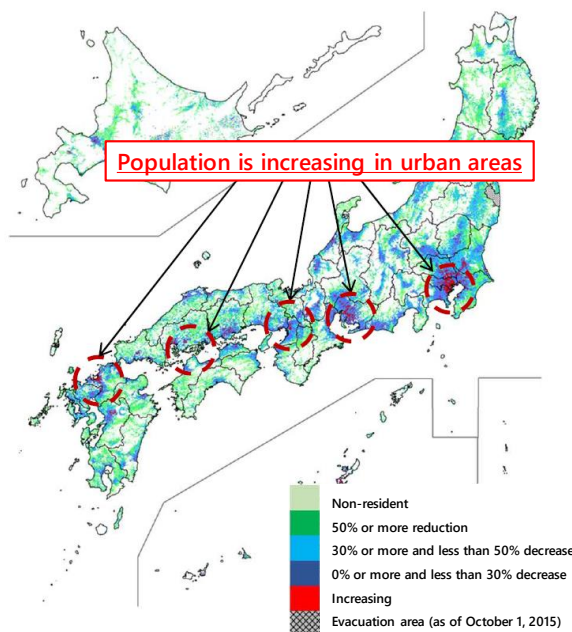 Population is increasing in urban areas
Non-resident
50% or more reduction
30% or more and less than 50% decrease
0% or more and less than 30% decrease
Increasing
Evacuation area (as of October 1, 2015)